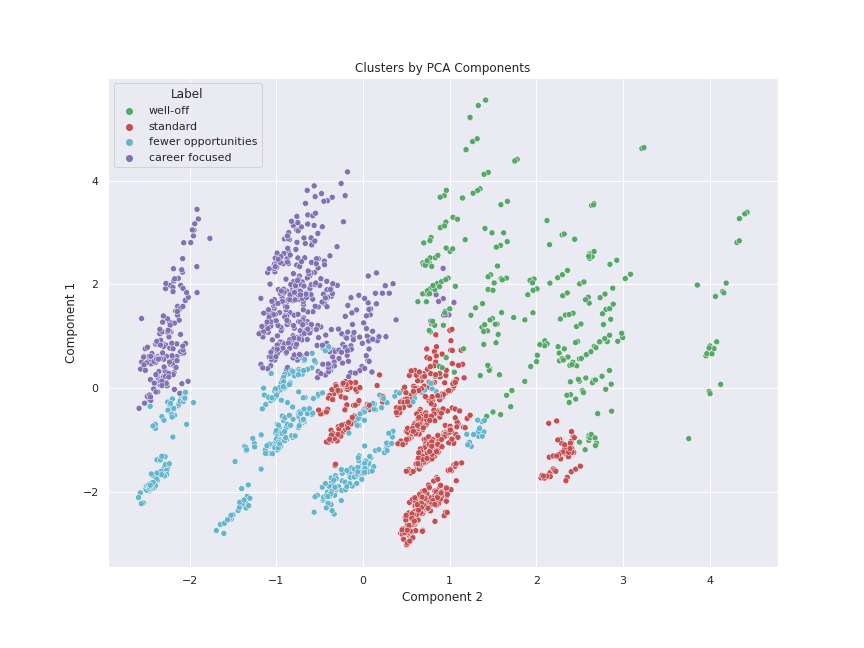 Clusters by PCA Components
Label
well-off
standard
fewer opportunities
career focused
4
2
0
−2
Component 1
−2
−1
0
1
2
3
4
Component 2